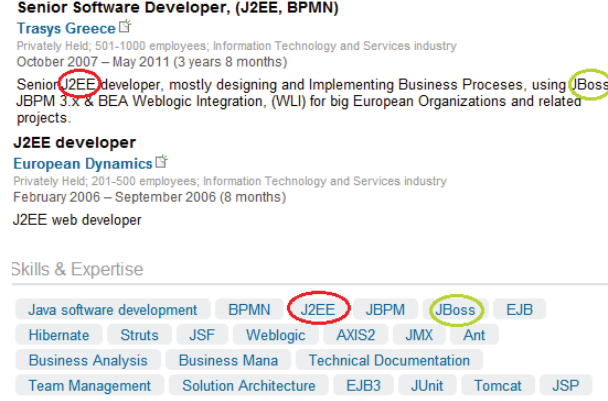 Senior Software Developer, (J2EE, BPMN)
Trasys Greece
Privately Held; 501-1000 employees; Information Technology and Services industry
October 2007 – May 2011 (3 years 8 months)
Senior J2EE developer, mostly designing and Implementing Business Proceses, using JBoss
JBPM 3.x & BEA Weblogic Integration, (WLI) for big European Organizations and related
projects.
J2EE developer
European Dynamics
Privately Held; 201-500 employees; Information Technology and Services industry
February 2006 – September 2006 (8 months)
J2EE web developer
Skills & Expertise
Java software development BPMN J2EE JBPM JBoss EJB
Hibernate Struts JSF Weblogic AXIS2 JMX Ant
Business Analysis Business Mana Technical Documentation
Team Management Solution Architecture EJB3 JUnit Tomcat JSP